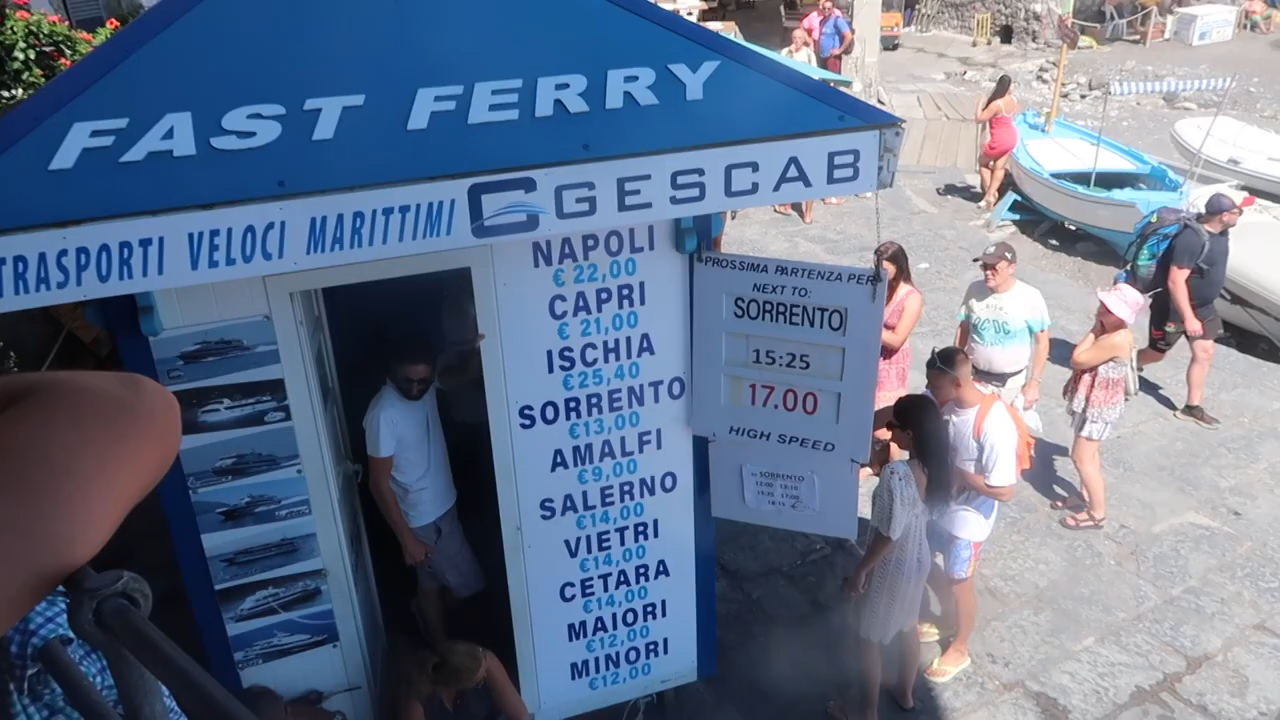 FAST FERRY
TRASPORTI VELOCI MARITTIMI GESCAB
NAPOLI
€ 22,00
CAPRI
€ 21,00
ISCHIA
€25,40
SORRENTO
€13,00
AMALFI
€9,00
SALERNO
€14,00
VIETRI
€14,00
CETARA
€14,00
MAIORI
€12,00
MINORI
€12,00
PROSSIMA PARTENZA PER
NEXT TO:
SORRENTO
15:25
17.00
HIGH SPEED
SORRENTO
AC/DC